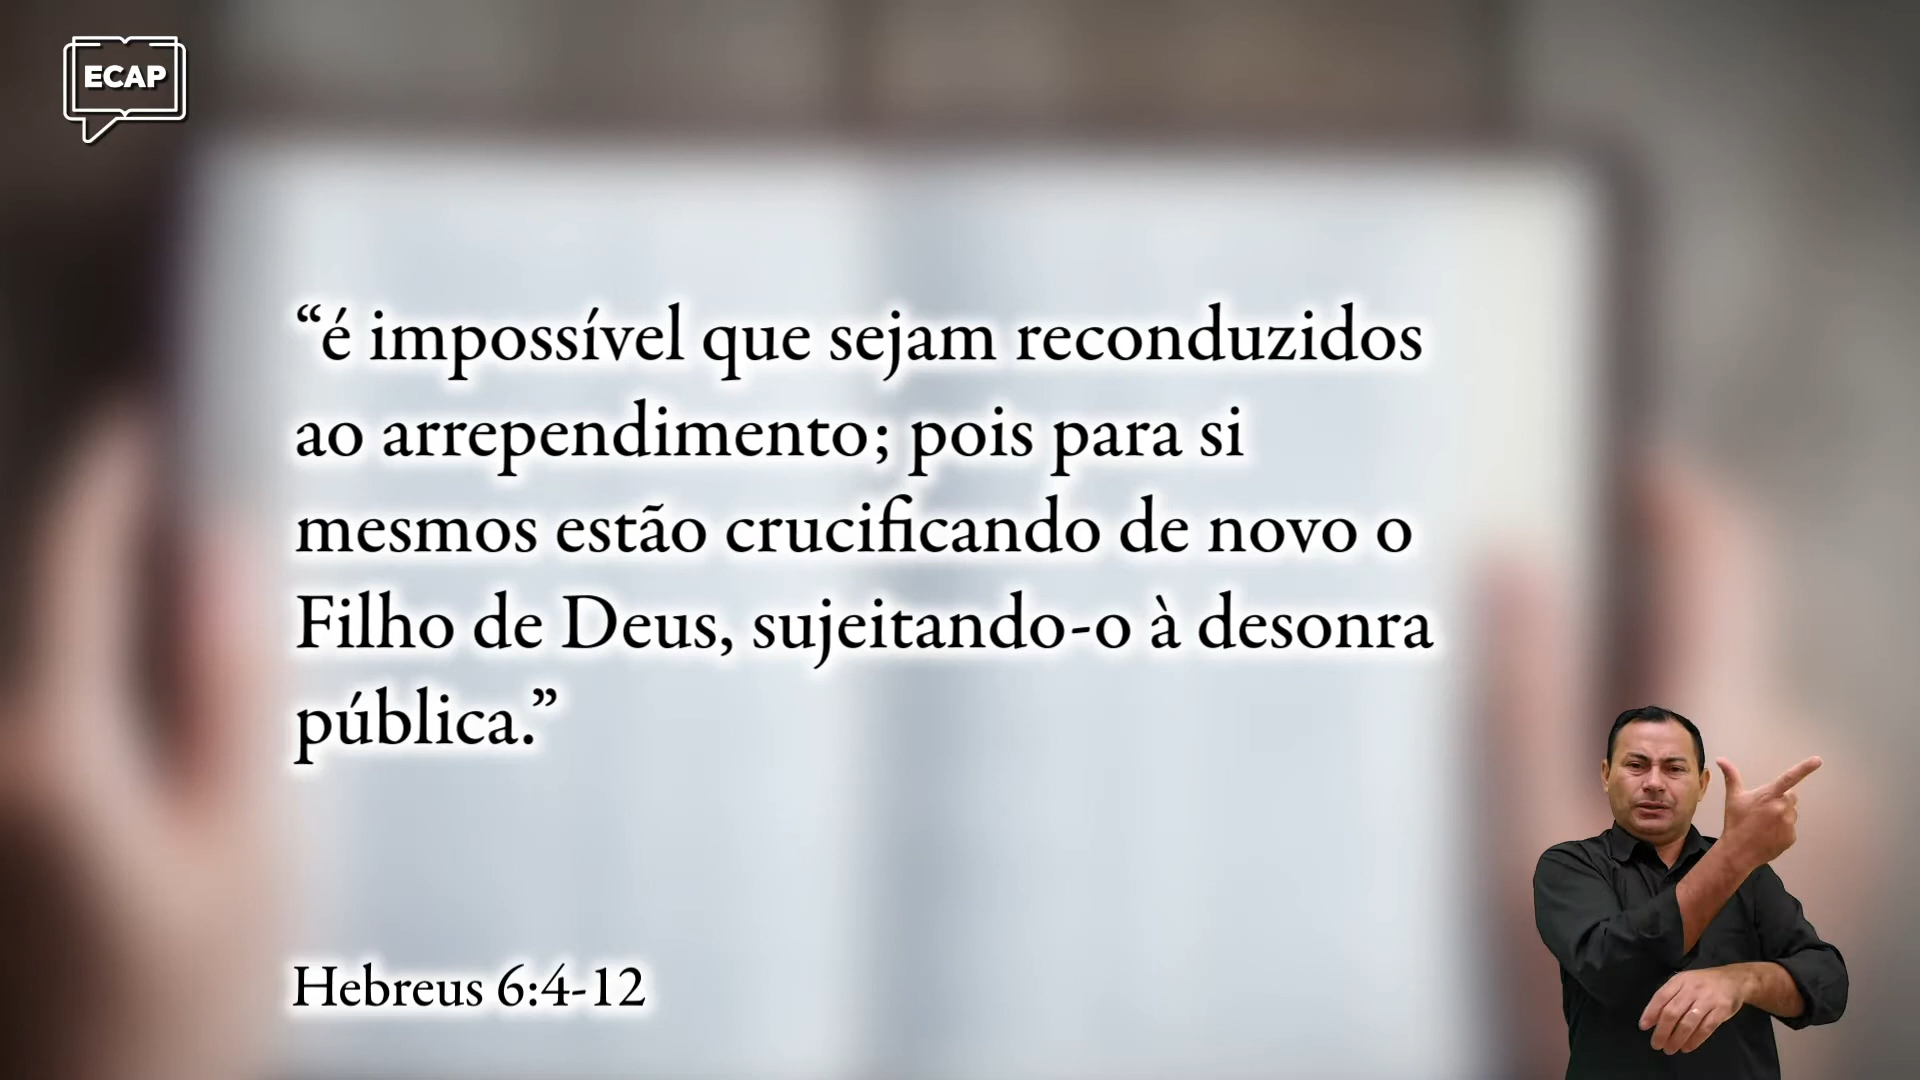 ECAP
“é impossível que sejam reconduzidos
ao arrependimento; pois para si
mesmos estão crucificando de novo o
Filho de Deus, sujeitando-o à desonra
pública.”
Hebreus 6:4-12